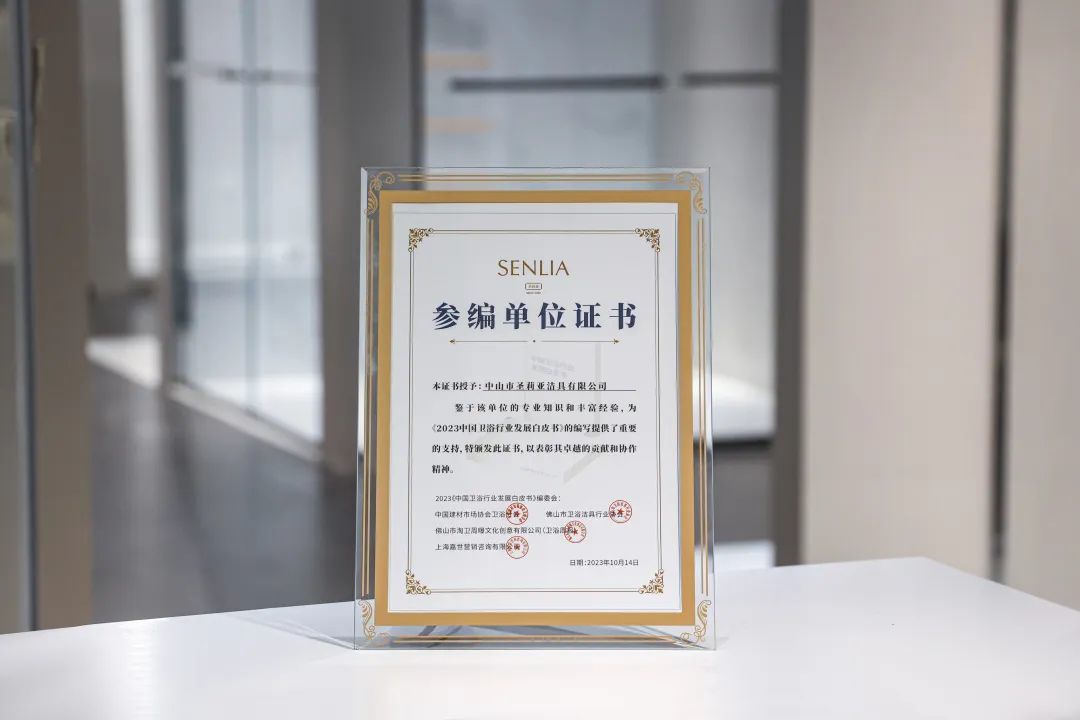 SENLIA
参编单位证书
本证书授予：中山市圣莉亚洁具有限公司
鉴于该单位的专业知识和丰富经验，为
《2023中国卫浴行业发展白皮书》的编写提供了重要
的支持，特颁发此证书，以表彰其卓越的贡献和协作
精神。
2023《中国卫浴行业发展白皮书》编委会：
中国建材市场协会卫浴 佛山市卫浴洁具行业协会
佛山市淘卫周曝文化创意有限公司（卫浴
上海嘉世营销咨询有限
日期：2023年10月14日